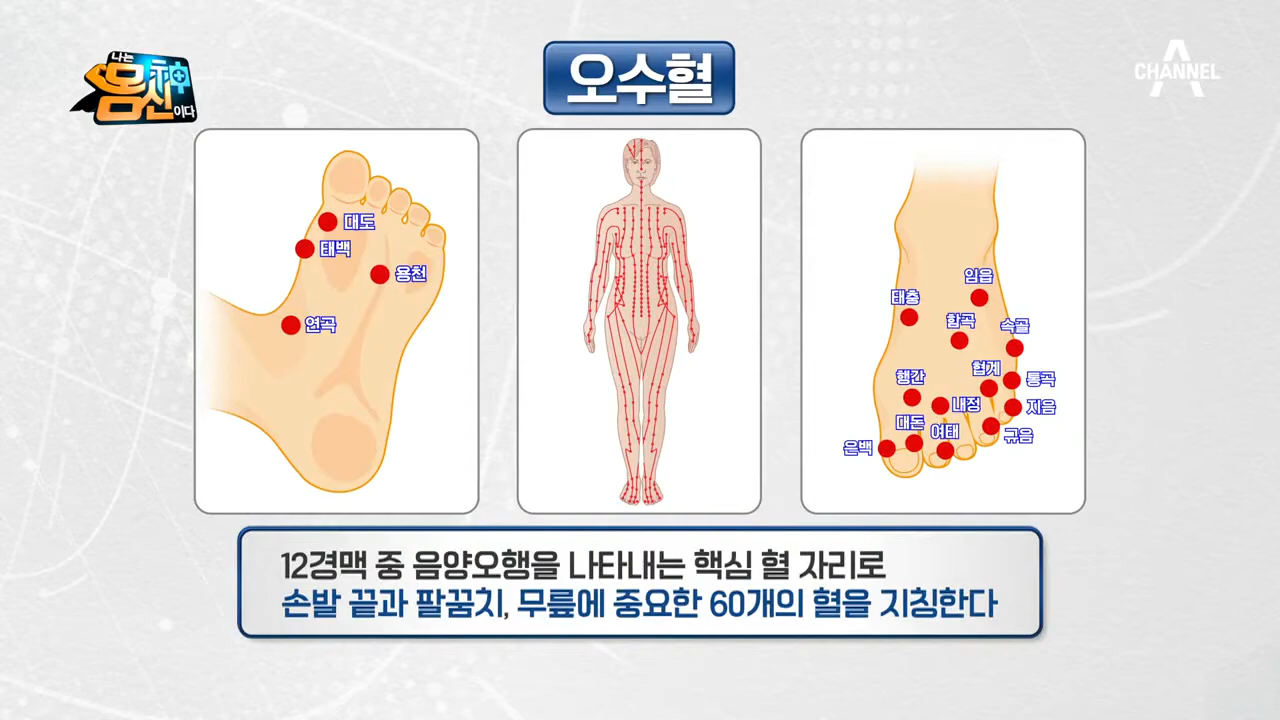 나는
몸신神
이다
오수혈
CHANNEL A
대도
태백
용천
연곡
임읍
태충
함곡
속골
협계
통곡
행간
내정
지음
대돈
여태
규음
은백
12경맥 중 음양오행을 나타내는 핵심 혈 자리로
손발 끝과 팔꿈치, 무릎에 중요한 60개의 혈을 지칭한다